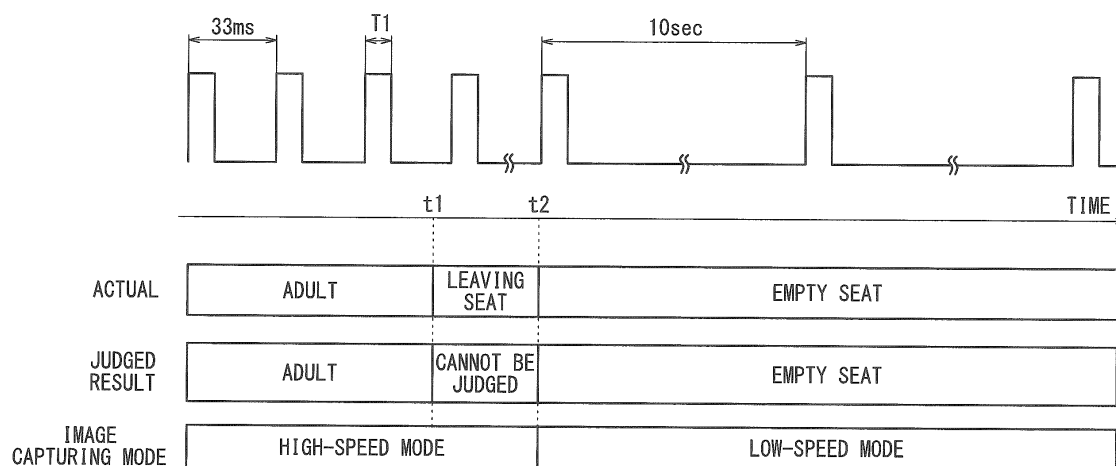 33ms
T1
10sec
t1
t2
TIME
ACTUAL
ADULT
LEAVING
SEAT
EMPTY SEAT
JUDGED
RESULT
ADULT
CANNOT BE
JUDGED
EMPTY SEAT
IMAGE
CAPTURING MODE
HIGH-SPEED MODE
LOW-SPEED MODE